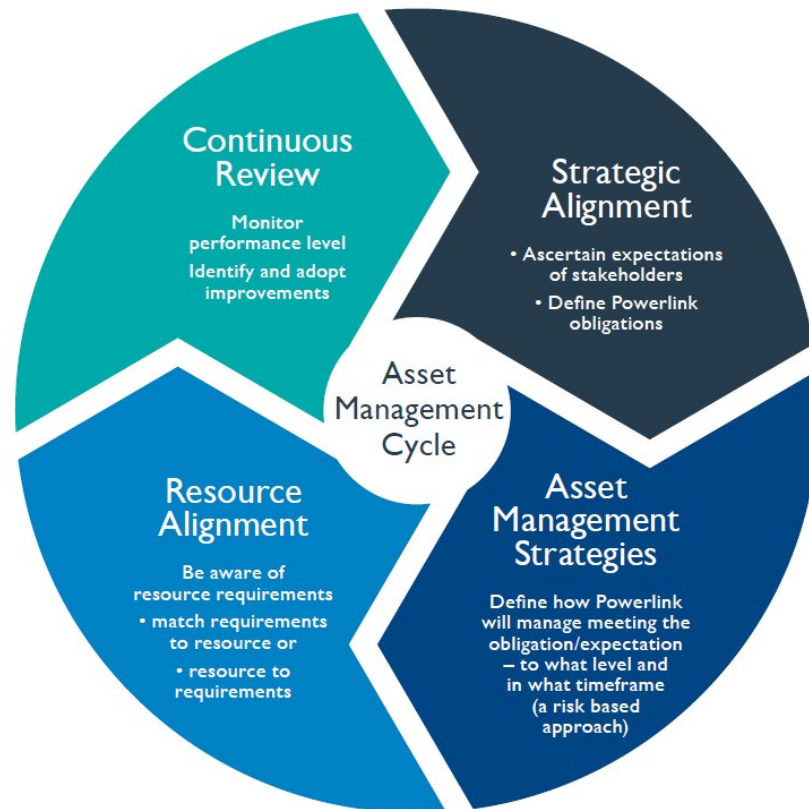 Continuous
Review
Monitor
performance level
Identify and adopt
improvements
Strategic
Alignment
• Ascertain expectations
of stakeholders
• Define Powerlink
obligations
Asset
Management
Cycle
Resource
Alignment
Be aware of
resource requirements
• match requirements
to resource or
• resource to
requirements
Asset
Management
Strategies
Define how Powerlink
will manage meeting the
obligation/expectation
– to what level and
in what timeframe
(a risk based
approach)